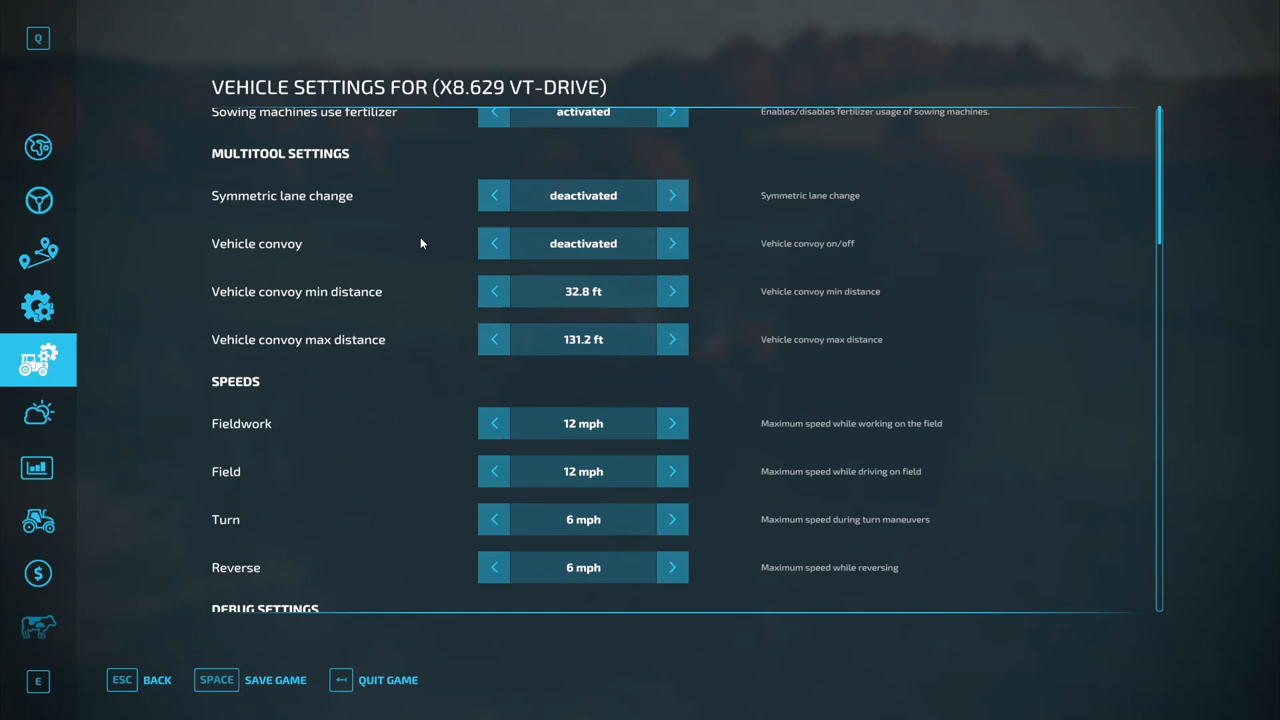 Q
VEHICLE SETTINGS FOR (X8.629 VT-DRIVE)
Sowing machines use fertilizer activated Enables/disables fertilizer usage of sowing machines.
MULTITOOL SETTINGS
Symmetric lane change deactivated Symmetric lane change
Vehicle convoy deactivated Vehicle convoy on/off
Vehicle convoy min distance 32.8 ft Vehicle convoy min distance
Vehicle convoy max distance 131.2 ft Vehicle convoy max distance
SPEEDS
Fieldwork 12 mph Maximum speed while working on the field
Field 12 mph Maximum speed while driving on field
Turn 6 mph Maximum speed during turn maneuvers
Reverse 6 mph Maximum speed while reversing
DEBUG SETTINGS
E
ESC BACK SPACE SAVE GAME QUIT GAME